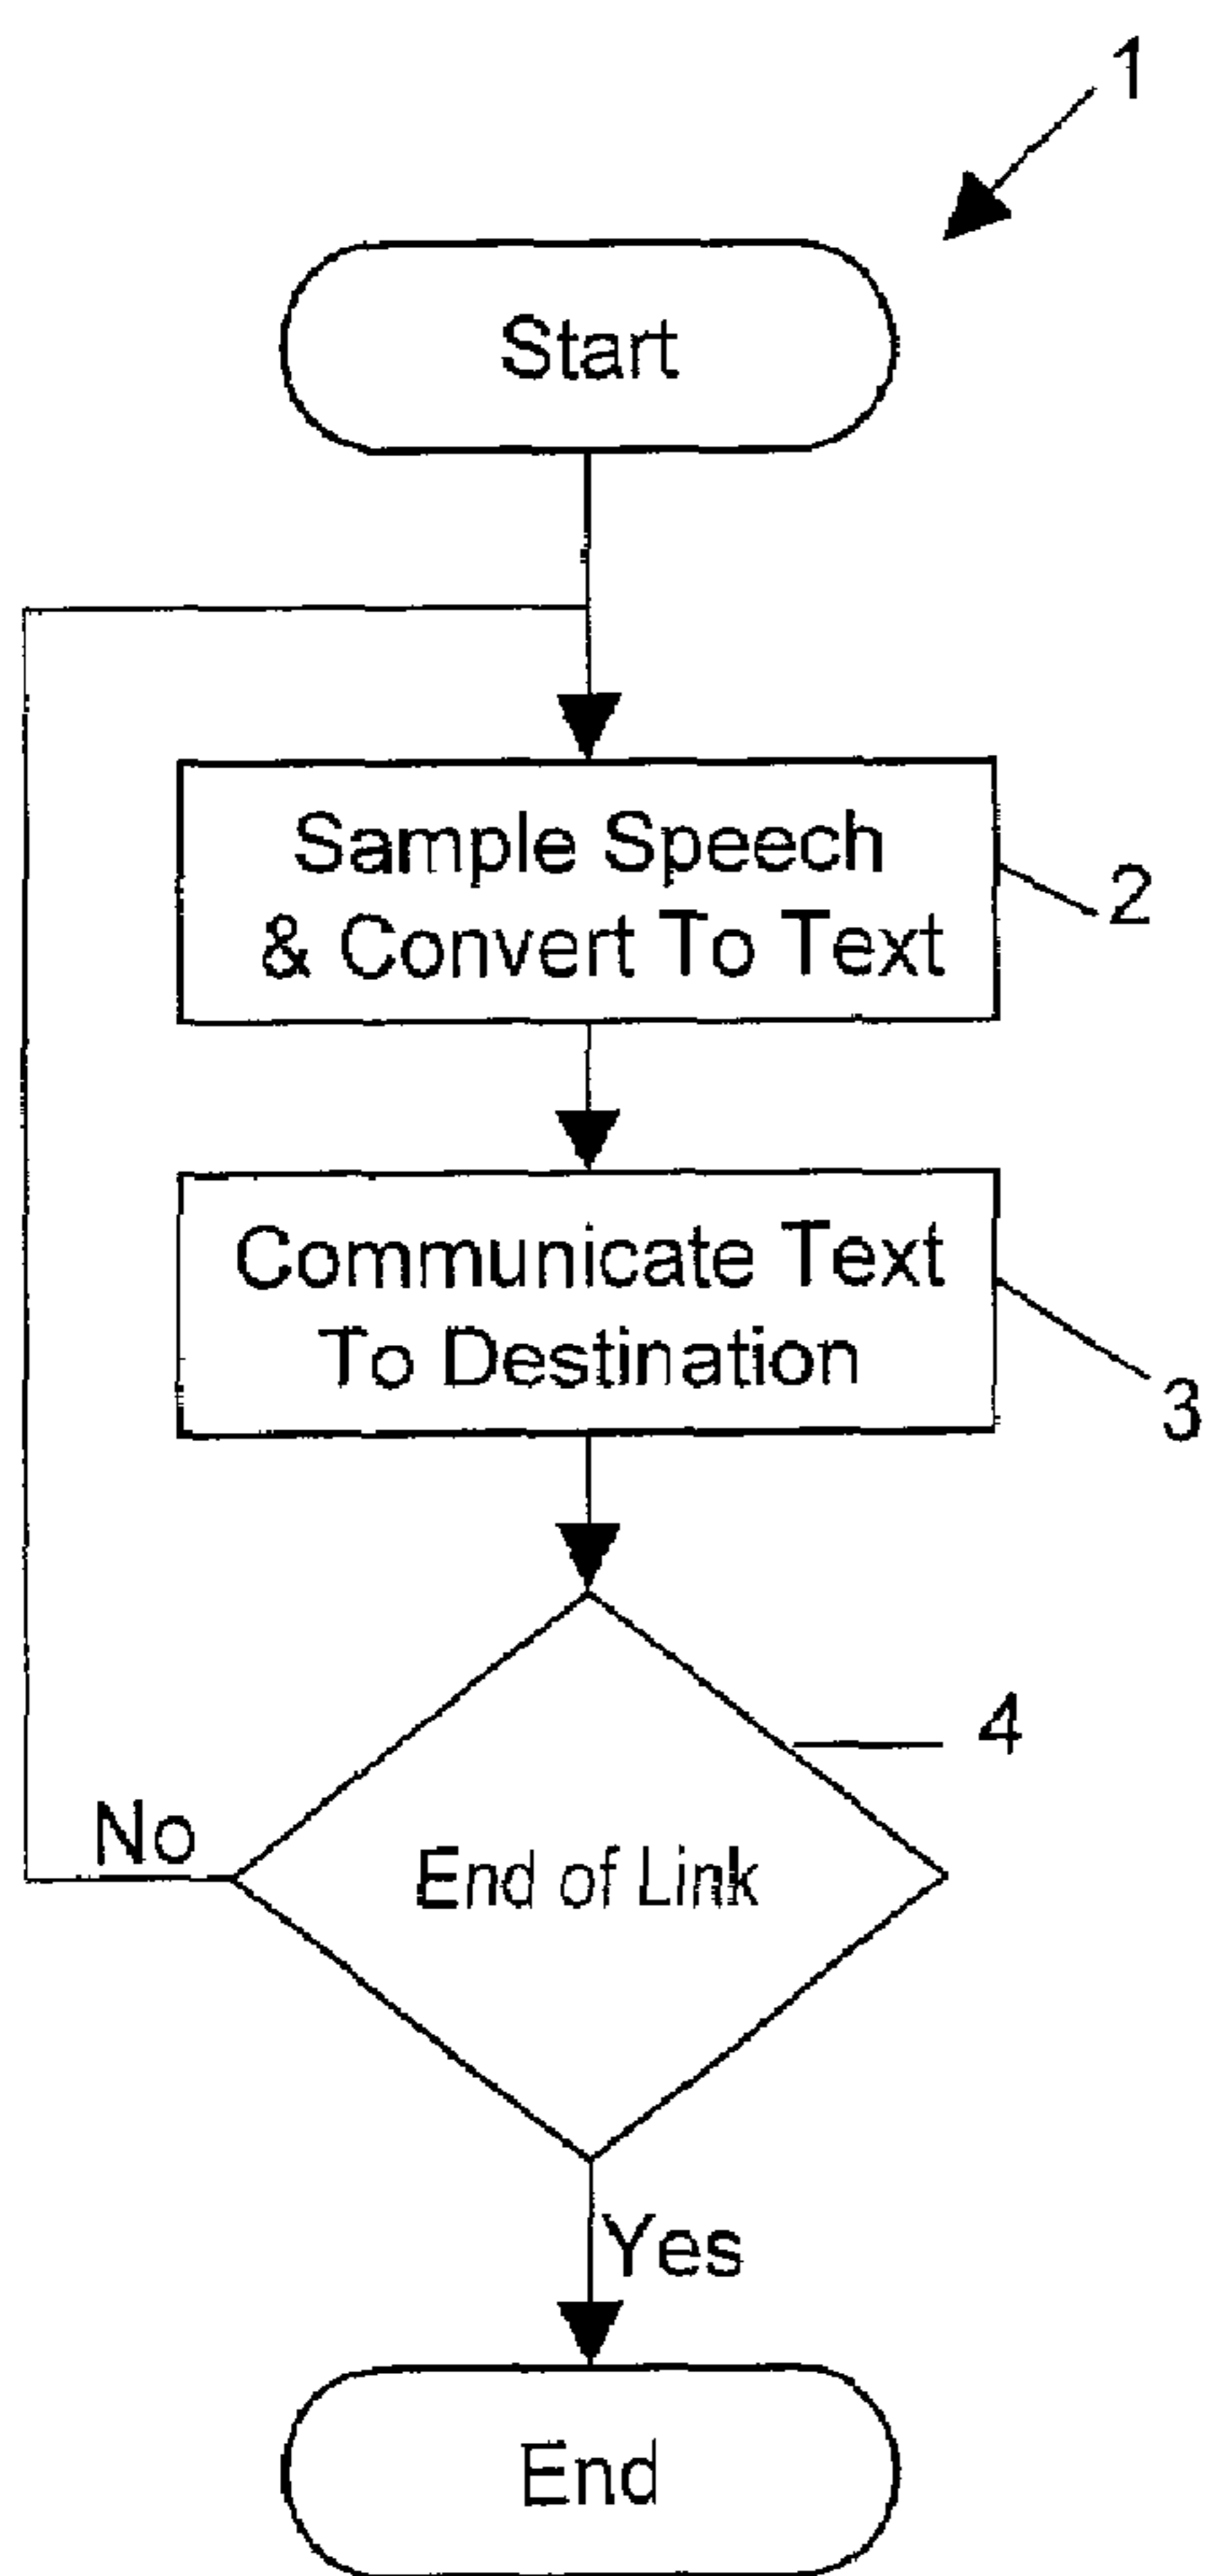 1
Start
Sample Speech
& Convert To Text
2
Communicate Text
To Destination
3
4
No
End of Link
Yes
End